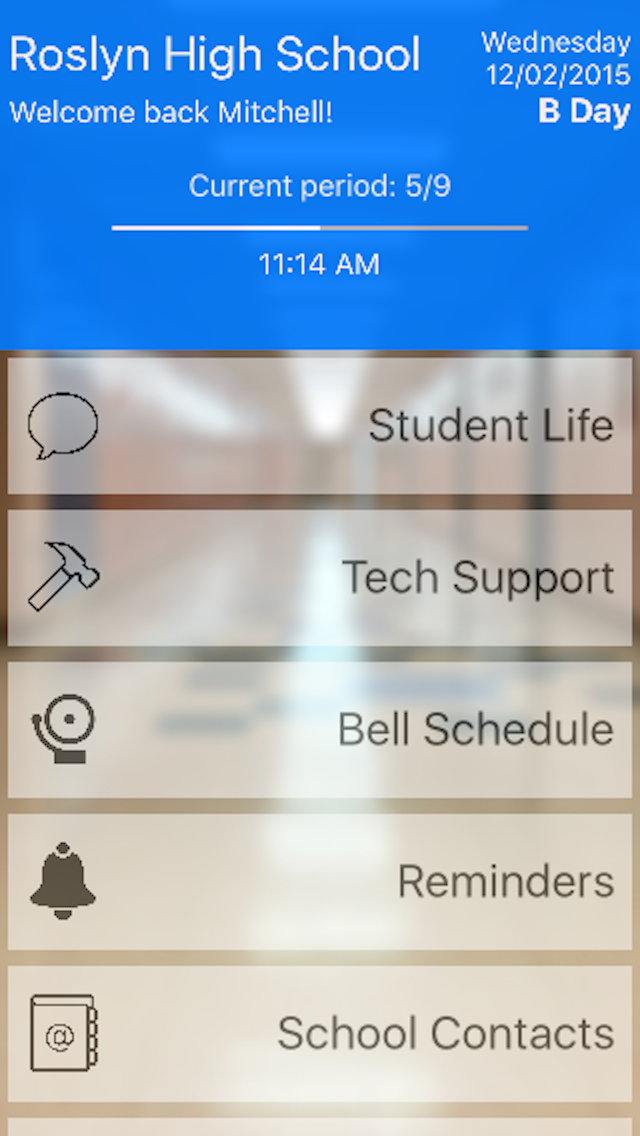 Roslyn High School
Wednesday
12/02/2015
Welcome back Mitchell!
B Day
Current period: 5/9
11:14 AM
Student Life
Tech Support
Bell Schedule
Reminders
@
School Contacts